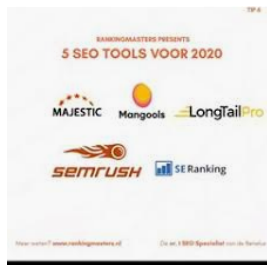 TIP 6
RANKINGMASTERS PRESENTS
5 SEO TOOLS VOOR 2020
MAJESTIC
Mangools
LongTailPro
semrush
SE Ranking
Meer weten? www.rankingmasters.nl
De nr. 1 SEO Specialist van de Benelux